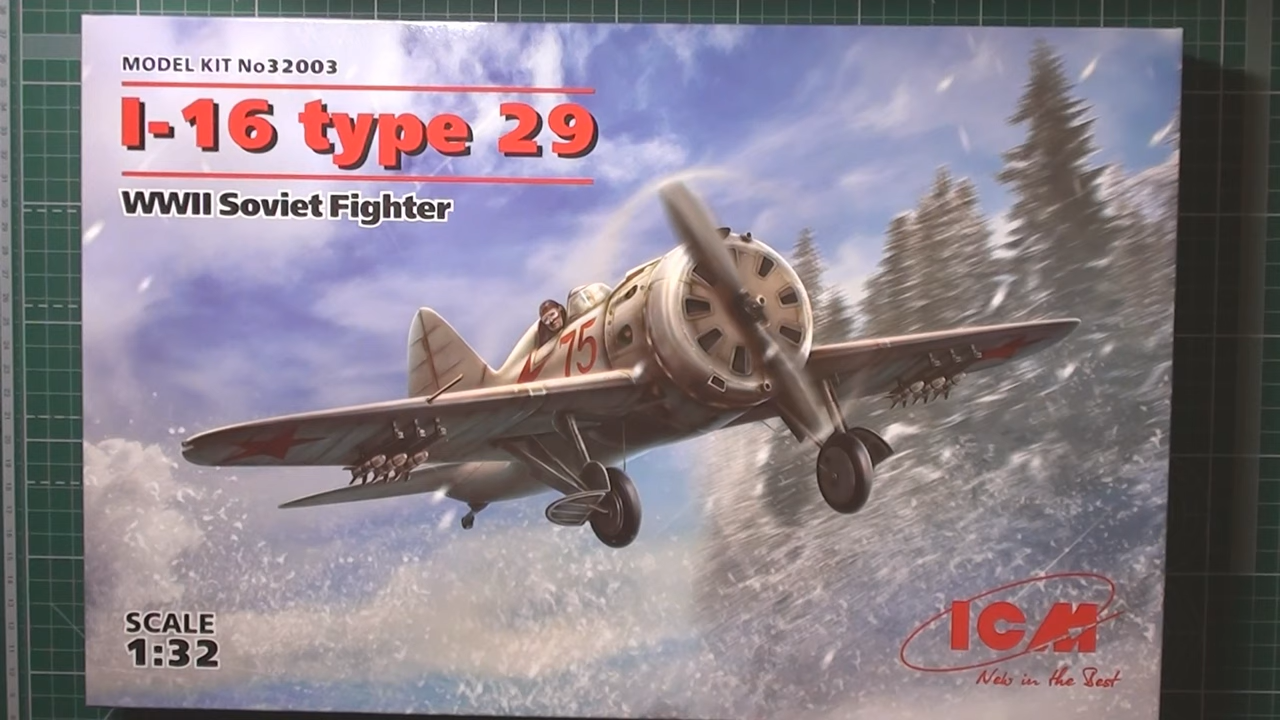 MODEL KIT No32003
I-16 type 29
WWII Soviet Fighter
75
SCALE
1:32
ICM
New in the Best